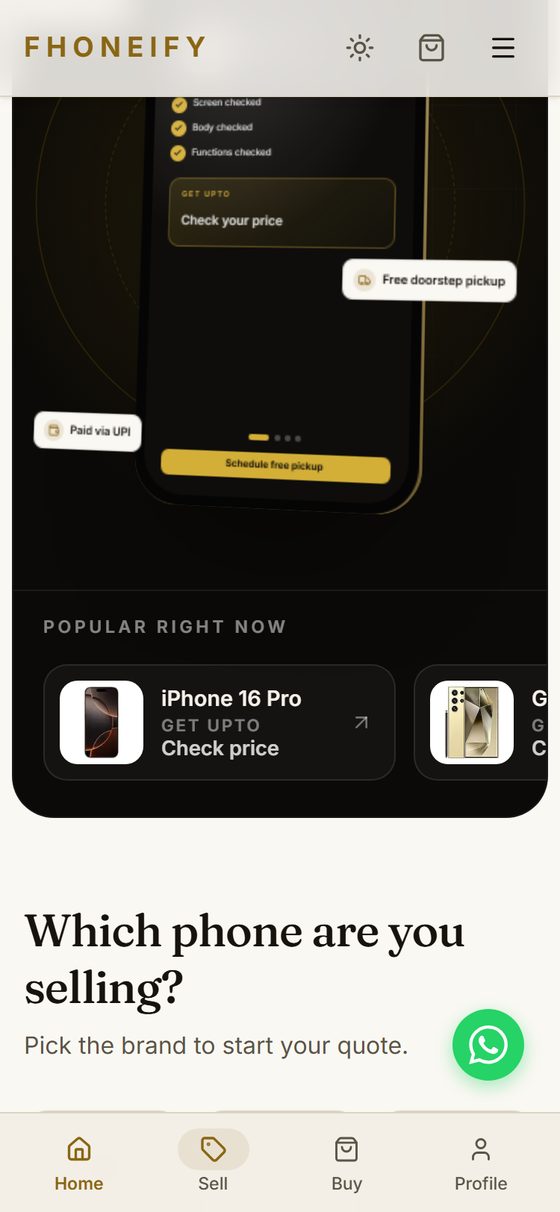 FHONEIFY
Screen checked
Body checked
Functions checked
GET UPTO
Check your price
Free doorstep pickup
Paid via UPI
Schedule free pickup
POPULAR RIGHT NOW
iPhone 16 Pro
GET UPTO
Check price
G
G
C
Which phone are you
selling?
Pick the brand to start your quote.
Home
Sell
Buy
Profile